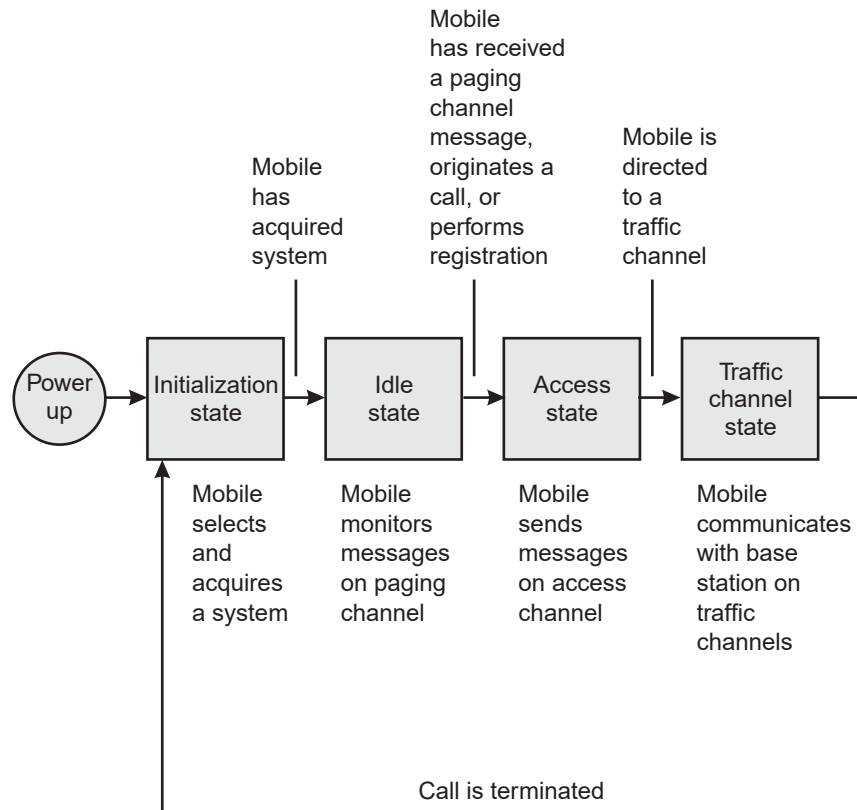 Mobile
has received
a paging
channel
message,
originates a
call, or
performs
registration
Mobile is
directed
to a
traffic
channel
Mobile
has
acquired
system
Power
up
Initialization
state
Idle
state
Access
state
Traffic
channel
state
Mobile
selects
and
acquires
a system
Mobile
monitors
messages
on paging
channel
Mobile
sends
messages
on access
channel
Mobile
communicates
with base
station on
traffic
channels
Call is terminated